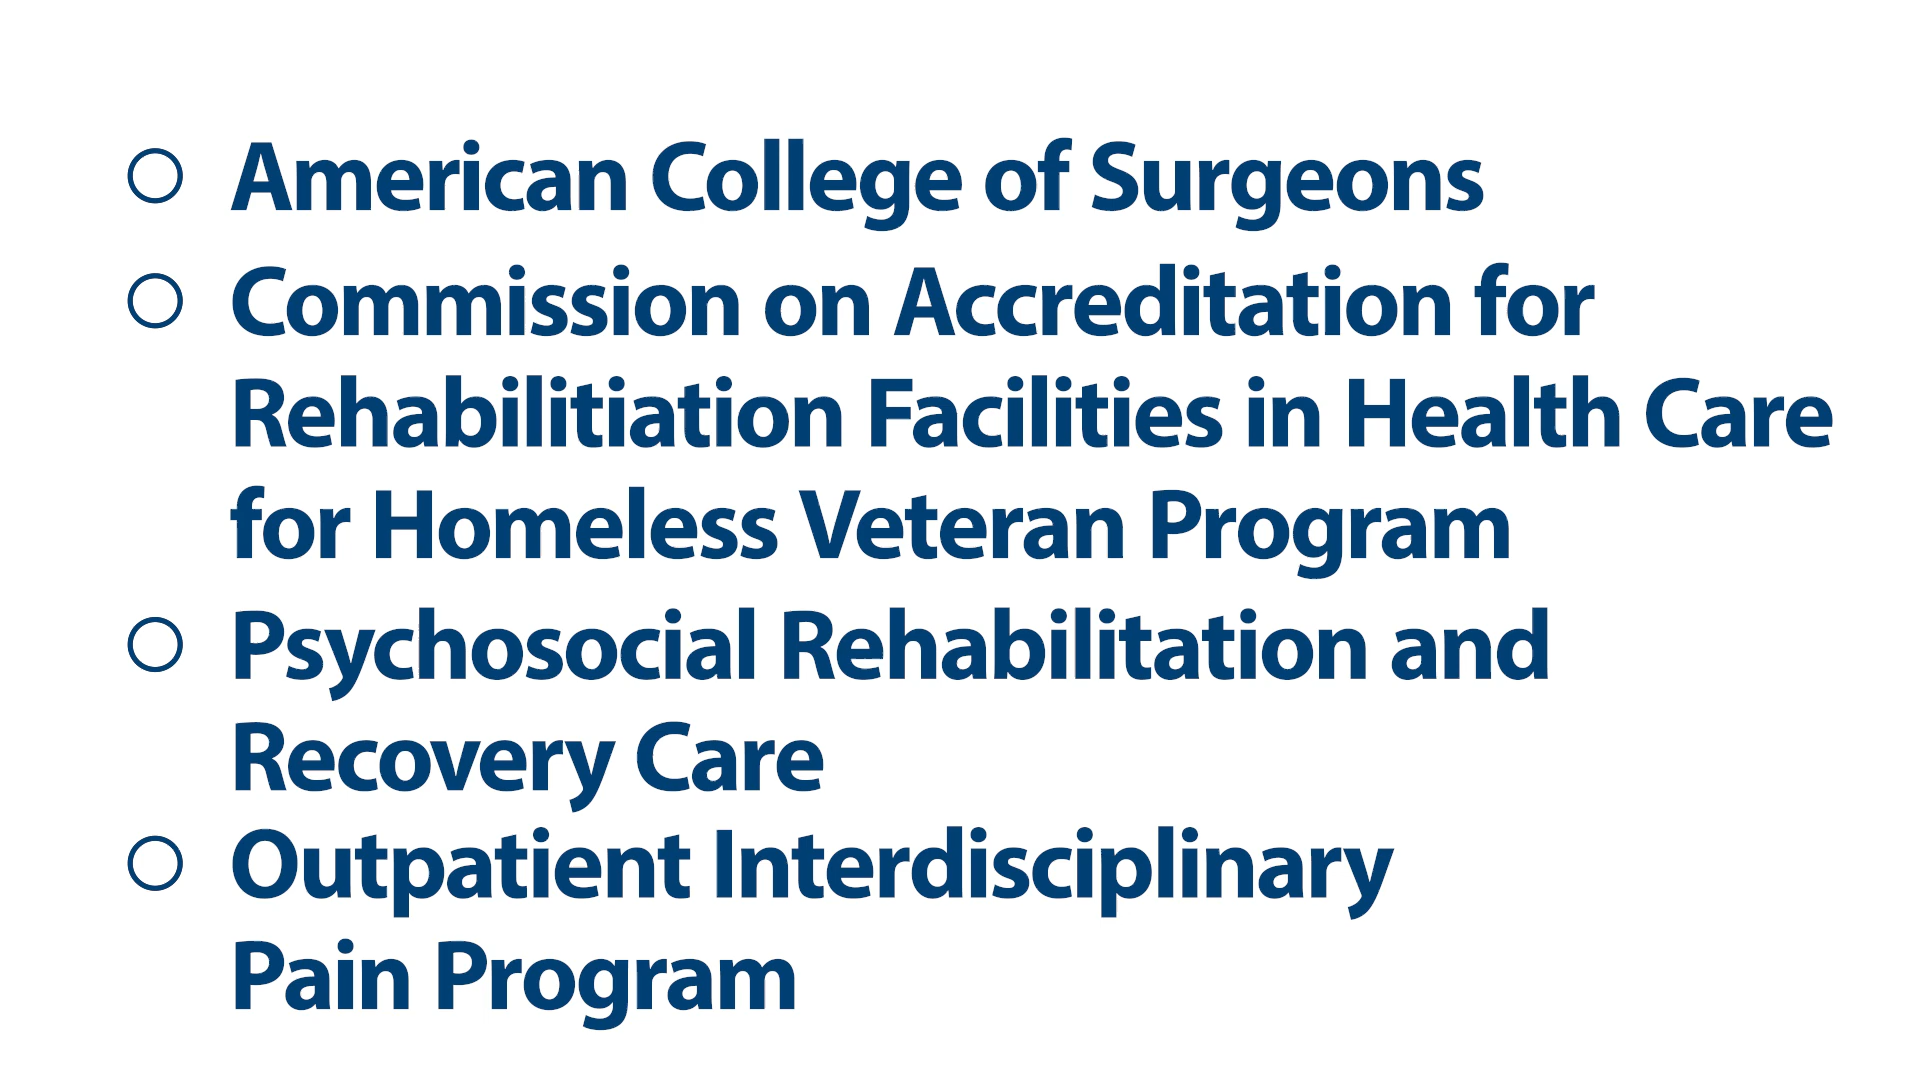 American College of Surgeons
Commission on Accreditation for
Rehabilitiation Facilities in Health Care
for Homeless Veteran Program
Psychosocial Rehabilitation and
Recovery Care
Outpatient Interdisciplinary
Pain Program